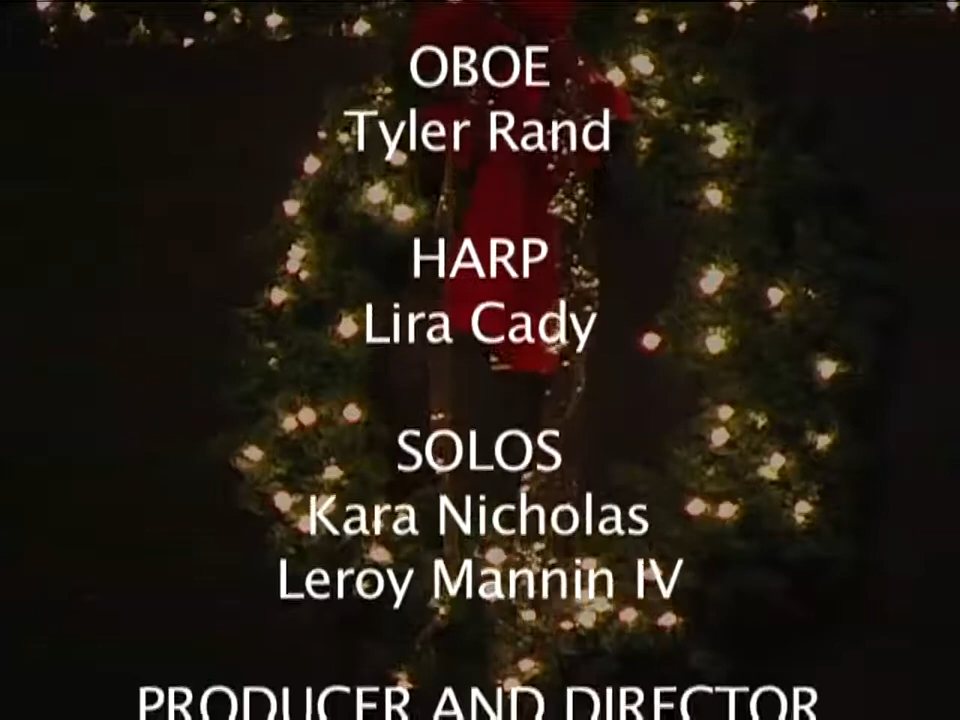 OBOE
Tyler Rand
HARP
Lira Cady
SOLOS
Kara Nicholas
Leroy Mannin IV
PRODUCER AND DIRECTOR